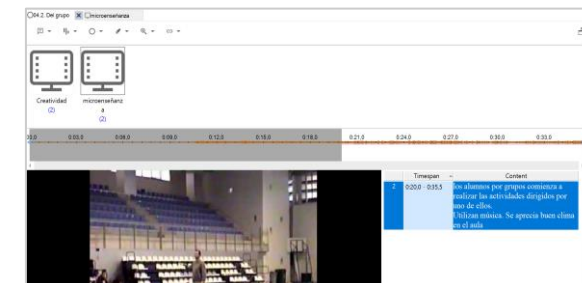 04.2. Del grupo microenseñanza
Creatividad
(2)
microenseñanz
a
(2)
0:03,0 0:06,0 0:09,0 0:12,0 0:15,0 0:18,0 0:21,0 0:24,0 0:27,0 0:30,0 0:33,0
Timespan Content
2 0:20,0 - 0:35,5 los alumnos por grupos comienza a
realizar las actividades dirigidos por
uno de ellos.
Utilizan música. Se aprecia buen clima
en el aula